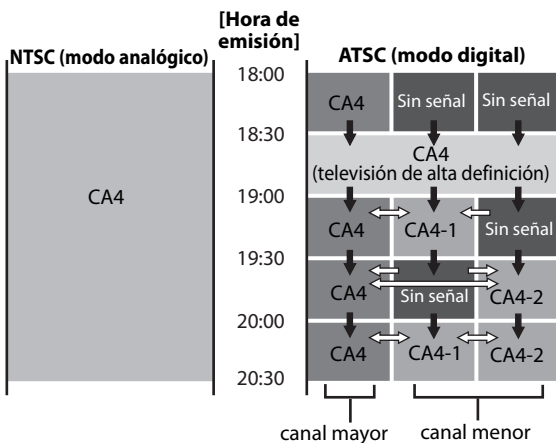 [Hora de
emisión]
NTSC (modo analógico)
ATSC (modo digital)
18:00
CA4
Sin señal
Sin señal
18:30
CA4
(televisión de alta definición)
19:00
CA4
CA4
CA4-1
Sin señal
19:30
CA4
Sin señal
CA4-2
20:00
CA4
CA4-1
CA4-2
20:30
canal mayor
canal menor